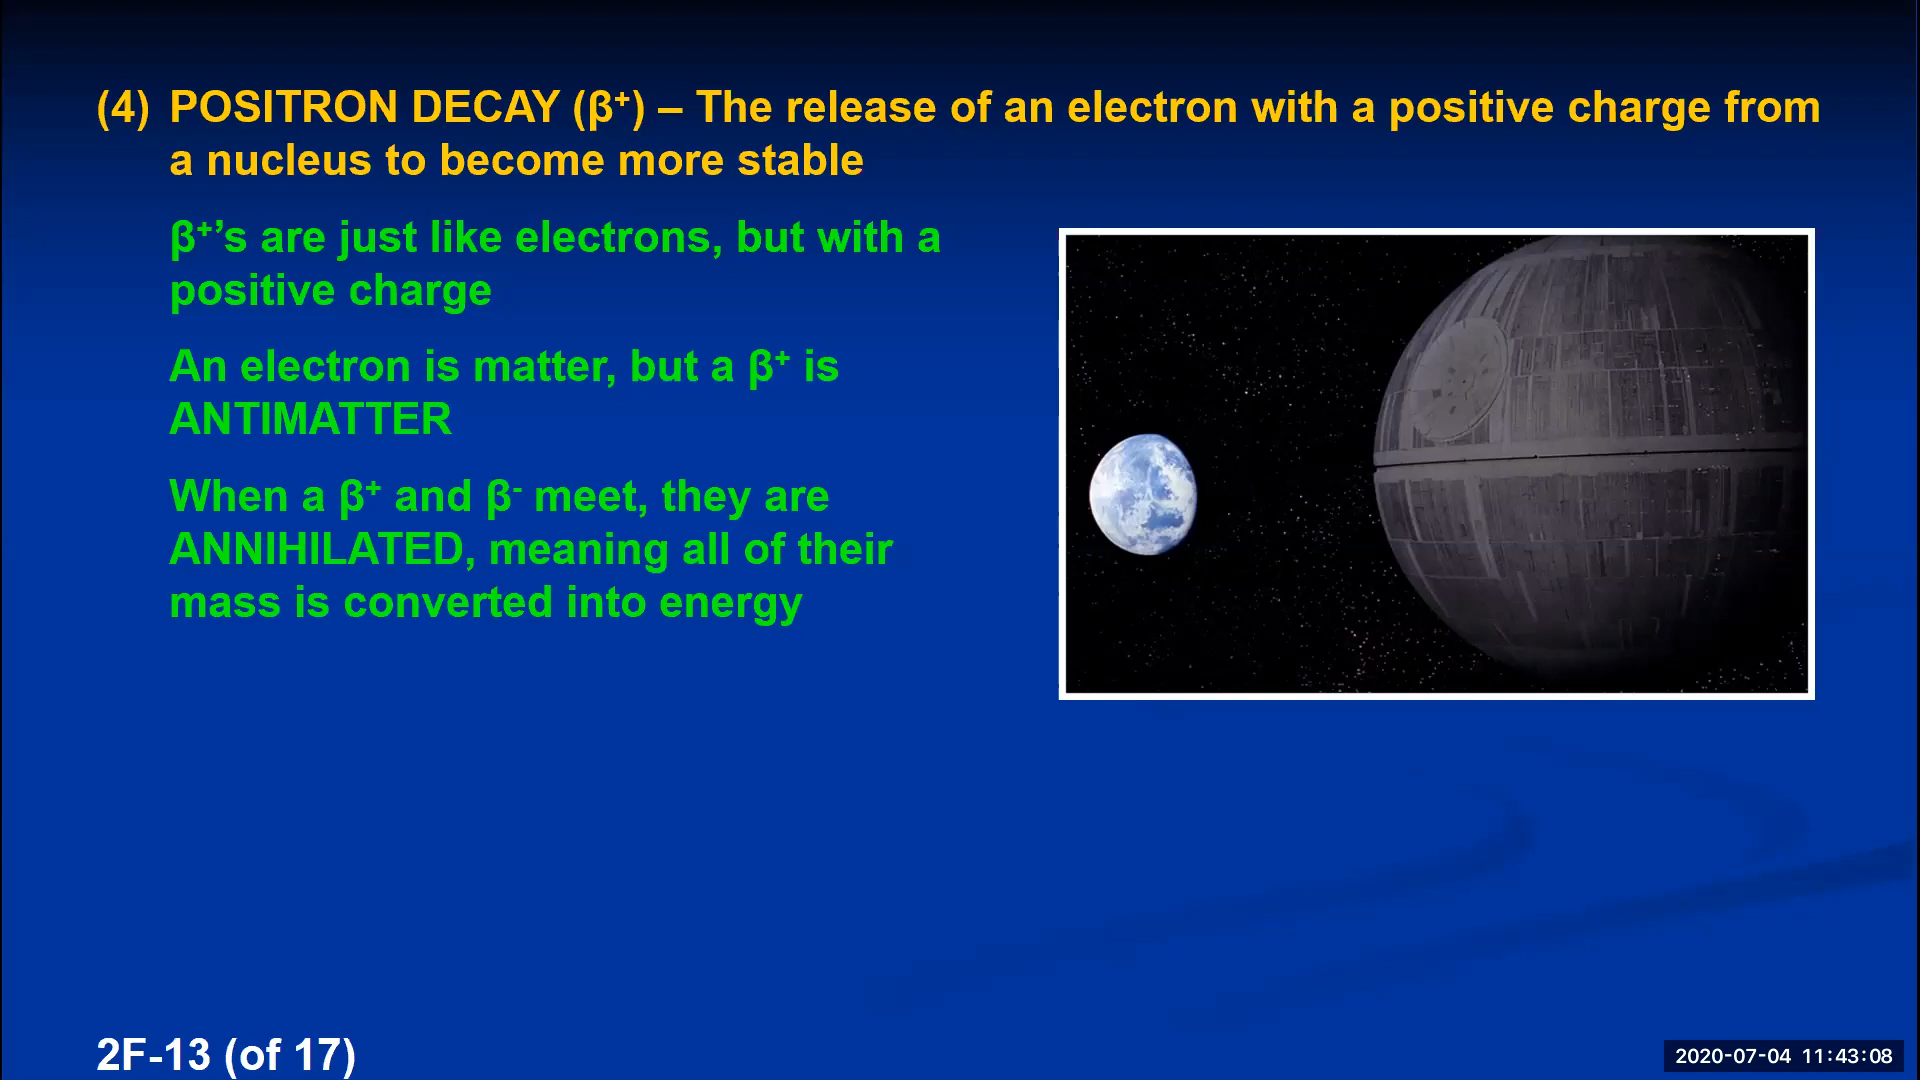 (4) POSITRON DECAY (β⁺) – The release of an electron with a positive charge from
a nucleus to become more stable
β⁺’s are just like electrons, but with a
positive charge
An electron is matter, but a β⁺ is
ANTIMATTER
When a β⁺ and β⁻ meet, they are
ANNIHILATED, meaning all of their
mass is converted into energy
2F-13 (of 17)
2020-07-04 11:43:08